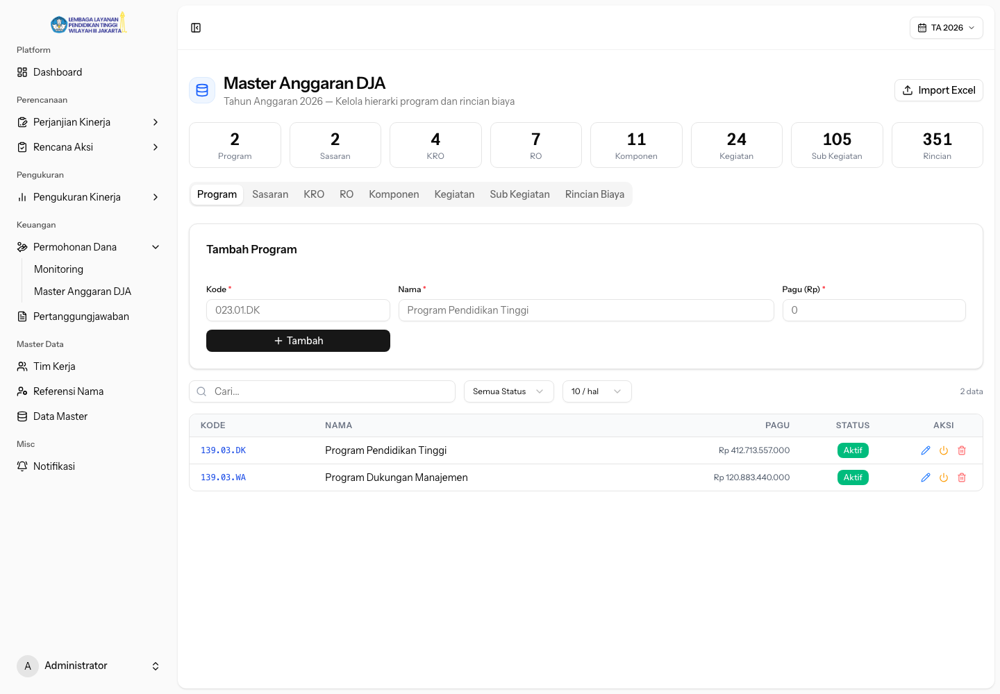 LEMBAGA LAYANAN
PENDIDIKAN TINGGI
WILAYAH III JAKARTA
Platform
Dashboard
Perencanaan
Perjanjian Kinerja
Rencana Aksi
Pengukuran
Pengukuran Kinerja
Keuangan
Permohonan Dana
Monitoring
Master Anggaran DJA
Pertanggungjawaban
Master Data
Tim Kerja
Referensi Nama
Data Master
Misc
Notifikasi
A Administrator
TA 2026
Master Anggaran DJA
Tahun Anggaran 2026 — Kelola hierarki program dan rincian biaya
Import Excel
2 2 4 7 11 24 105 351
Program Sasaran KRO RO Komponen Kegiatan Sub Kegiatan Rincian
Program Sasaran KRO RO Komponen Kegiatan Sub Kegiatan Rincian Biaya
Tambah Program
Kode * Nama * Pagu (Rp) *
023.01.DK Program Pendidikan Tinggi 0
+ Tambah
Cari... Semua Status 10 / hal 2 data
KODE NAMA PAGU STATUS AKSI
139.03.DK Program Pendidikan Tinggi Rp 412.713.557.000 Aktif
139.03.WA Program Dukungan Manajemen Rp 120.883.440.000 Aktif